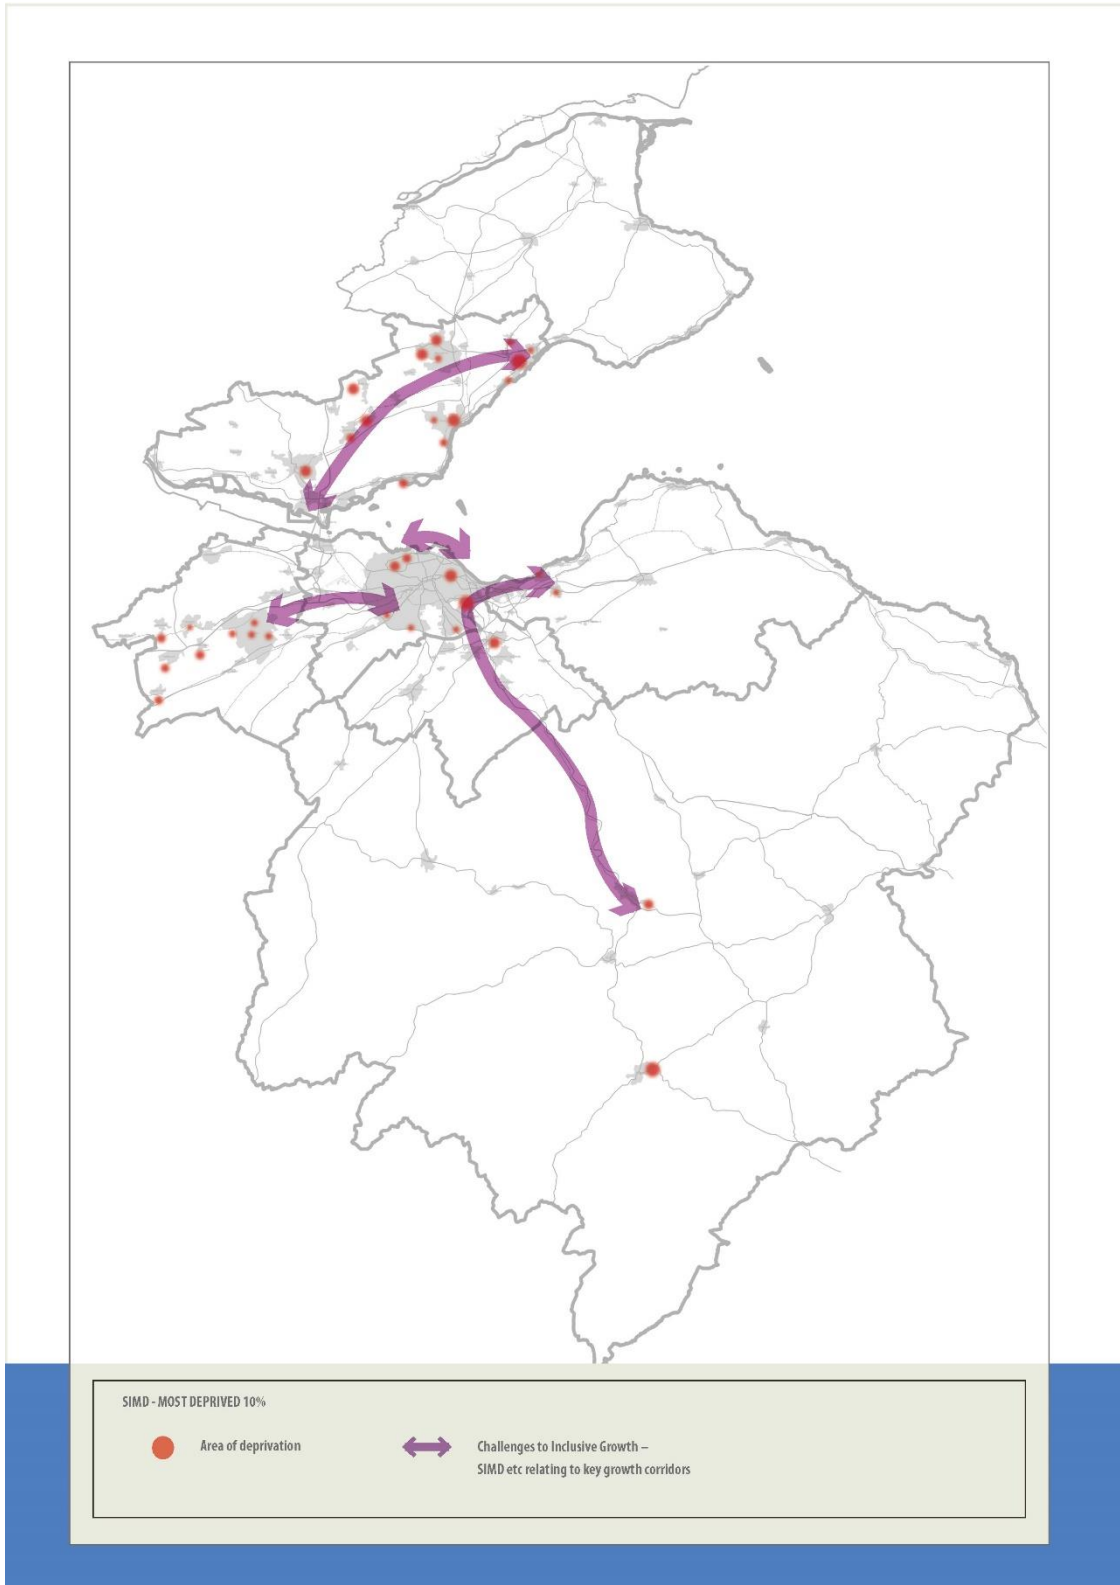 SIMD - MOST DEPRIVED 10%
Area of deprivation
Challenges to Inclusive Growth –
SIMD etc relating to key growth corridors